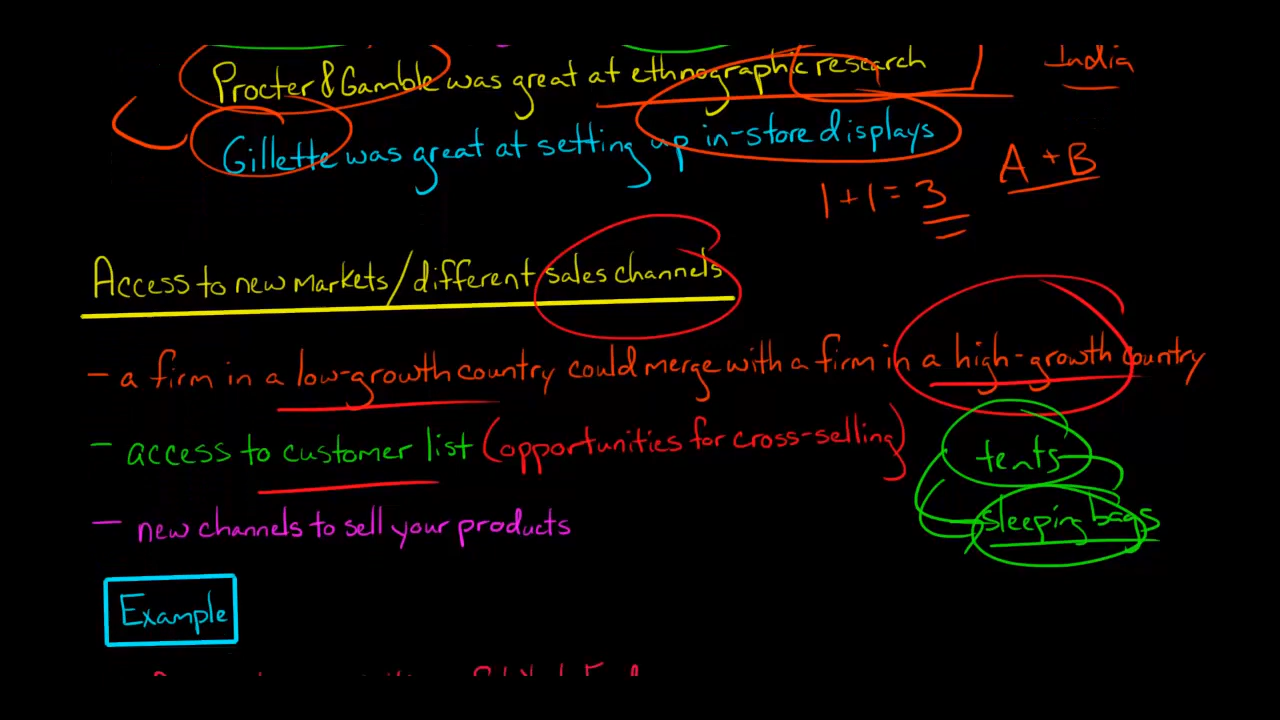 Procter & Gamble was great at ethnographic research
India
Gillette was great at setting up in-store displays
1+1=3
A + B
Access to new markets/different sales channels
- a firm in a low-growth country could merge with a firm in a high-growth country
- access to customer list (opportunities for cross-selling)
tents
sleeping bags
- new channels to sell your products
Example